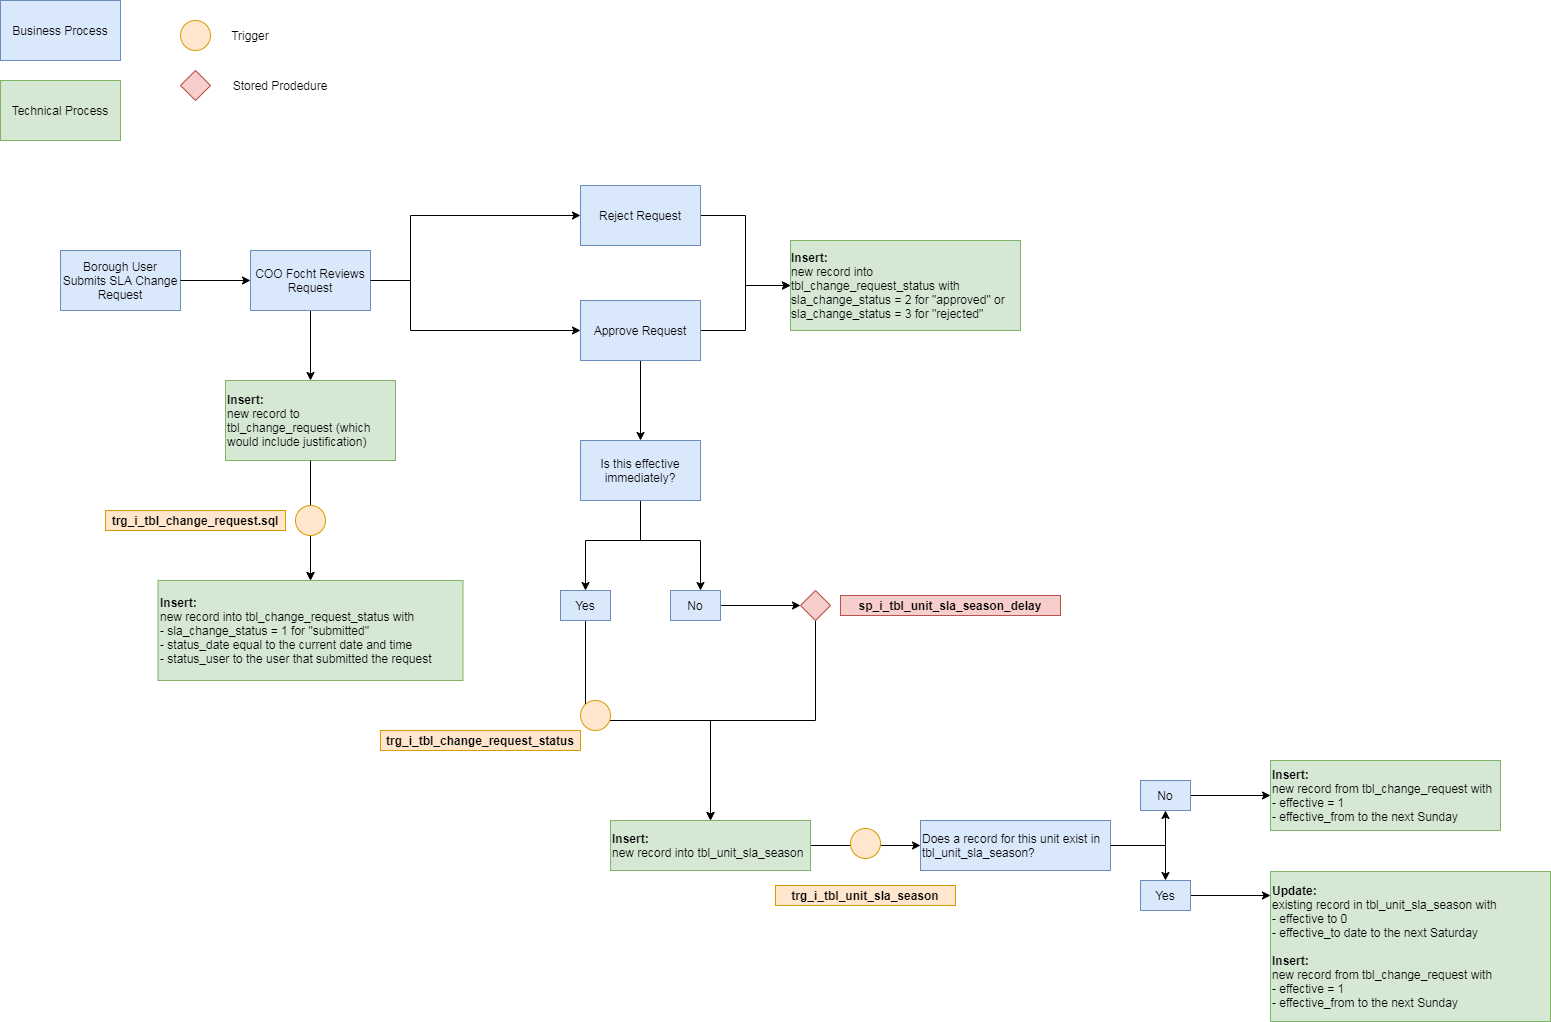 Business Process
Trigger
Stored Prodedure
Technical Process
Borough User
Submits SLA Change
Request
COO Focht Reviews
Request
Reject Request
Approve Request
Insert:
new record into
tbl_change_request_status with
sla_change_status = 2 for "approved" or
sla_change_status = 3 for "rejected"
Insert:
new record to
tbl_change_request (which
would include justification)
Is this effective
immediately?
trg_i_tbl_change_request.sql
Insert:
new record into tbl_change_request_status with
- sla_change_status = 1 for "submitted"
- status_date equal to the current date and time
- status_user to the user that submitted the request
Yes
No
sp_i_tbl_unit_sla_season_delay
trg_i_tbl_change_request_status
Insert:
new record into tbl_unit_sla_season
trg_i_tbl_unit_sla_season
Does a record for this unit exist in
tbl_unit_sla_season?
No
Insert:
new record from tbl_change_request with
- effective = 1
- effective_from to the next Sunday
Yes
Update:
existing record in tbl_unit_sla_season with
- effective to 0
- effective_to date to the next Saturday
Insert:
new record from tbl_change_request with
- effective = 1
- effective_from to the next Sunday